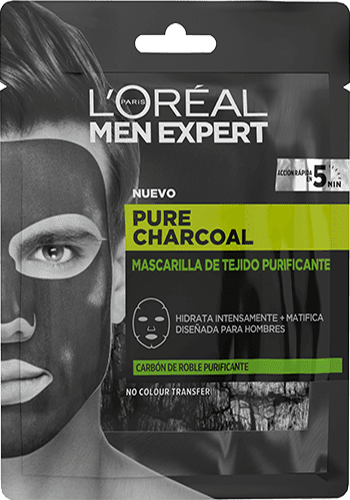 L'ORÉAL
PARIS
MEN EXPERT
ACCIÓN RÁPIDA
EN 5 MIN
NUEVO
PURE
CHARCOAL
MASCARILLA DE TEJIDO PURIFICANTE
HIDRATA INTENSAMENTE + MATIFICA
DISEÑADA PARA HOMBRES
CARBÓN DE ROBLE PURIFICANTE
NO COLOUR TRANSFER